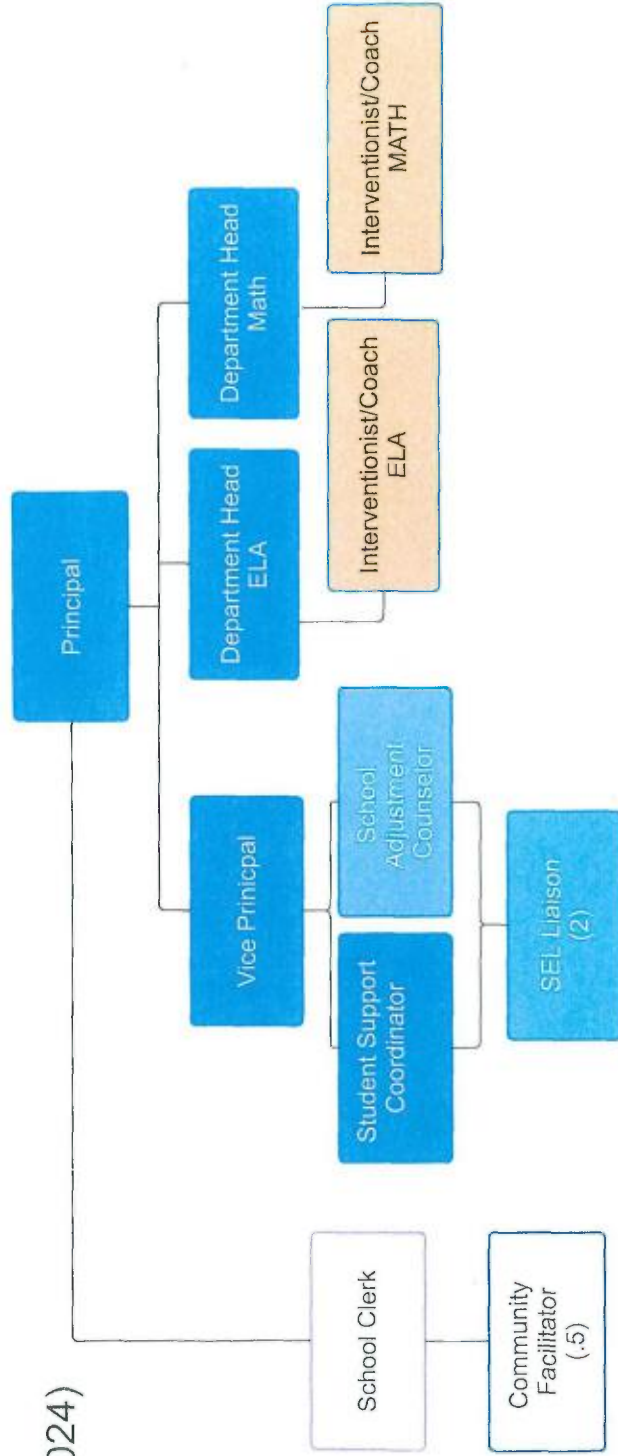 024)
Principal
Vice Prinicpal
Department Head
ELA
Department Head
Math
School Clerk
Student Support
Coordinator
School
Adjustment
Counselor
Interventionist/Coach
ELA
Interventionist/Coach
MATH
Community
Facilitator
(.5)
SEL Liaison
(2)